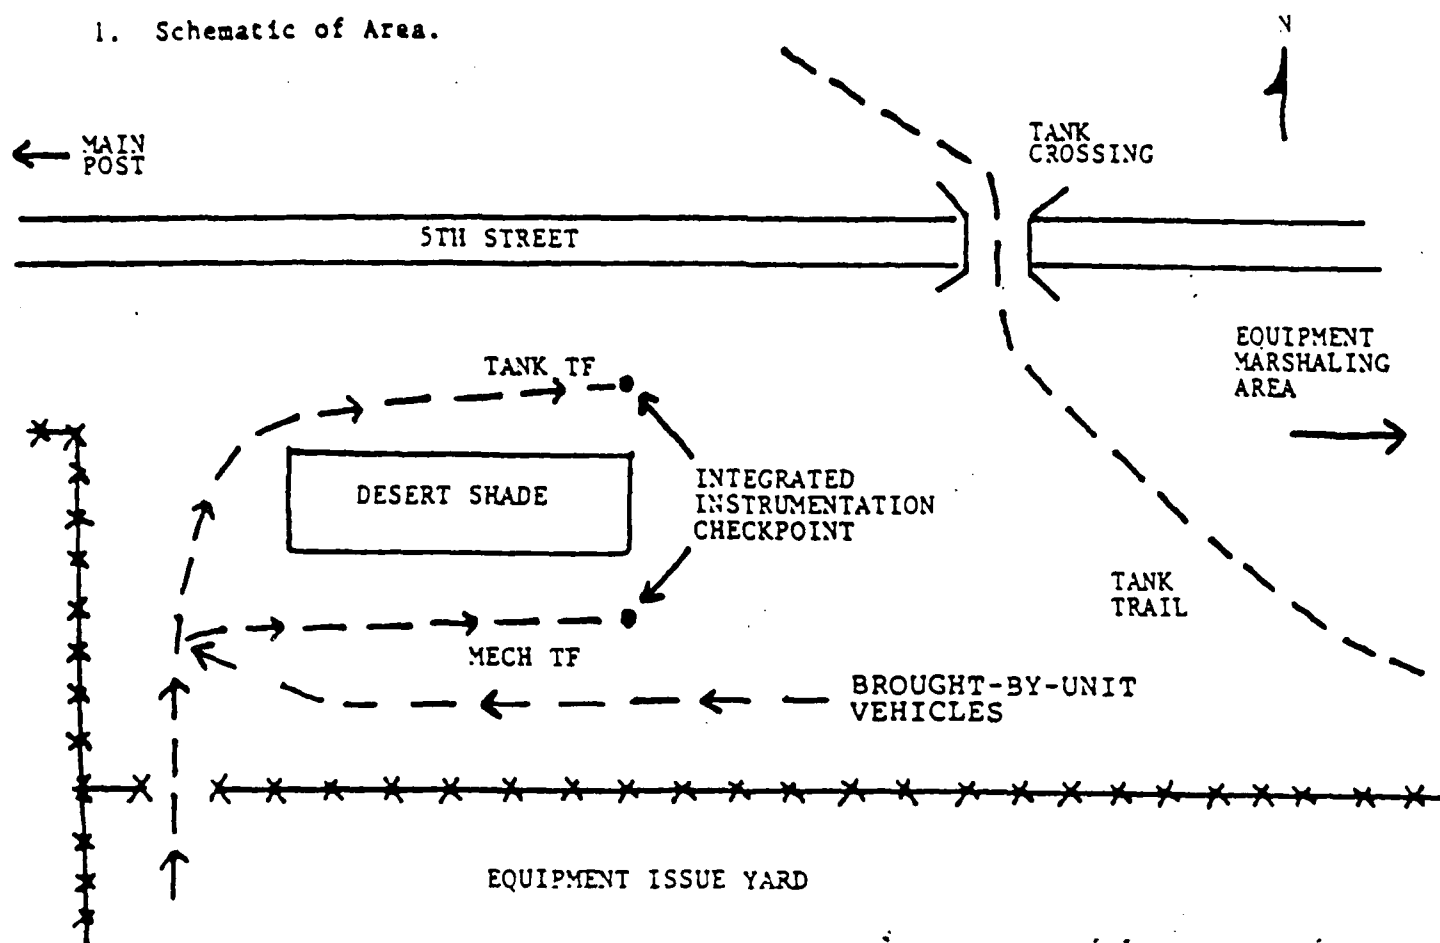 1. Schematic of Area.
N
MAIN
POST
TANK
CROSSING
5TH STREET
EQUIPMENT
MARSHALING
AREA
TANK TF
DESERT SHADE
INTEGRATED
INSTRUMENTATION
CHECKPOINT
TANK
TRAIL
MECH TF
BROUGHT-BY-UNIT
VEHICLES
EQUIPMENT ISSUE YARD